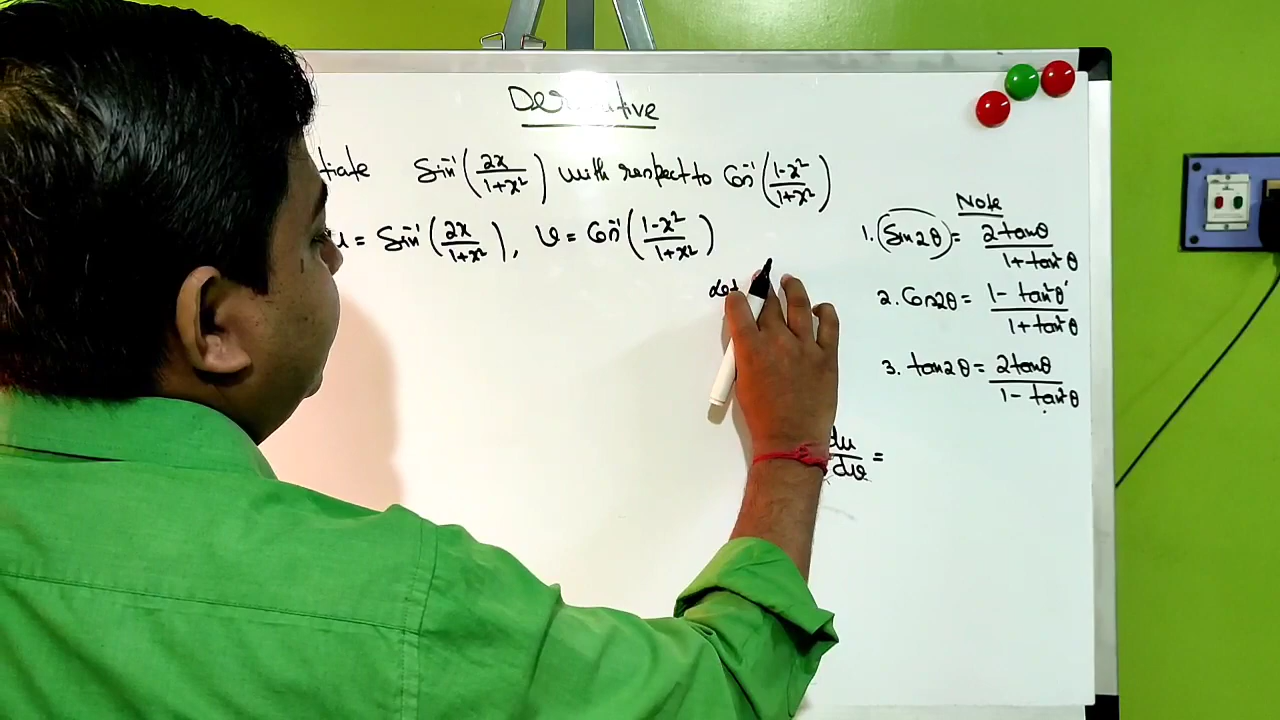 Derivative
tiate Sin⁻¹(2x/1+x²) with respect to Cos⁻¹(1-x²/1+x²)
u = Sin⁻¹(2x/1+x²), v = Cos⁻¹(1-x²/1+x²)
Let
Note
1. (Sin2θ) = 2tanθ/1+tan²θ
2. Cos2θ = 1-tan²θ/1+tan²θ
3. tan2θ = 2tanθ/1-tan²θ
du/dv =